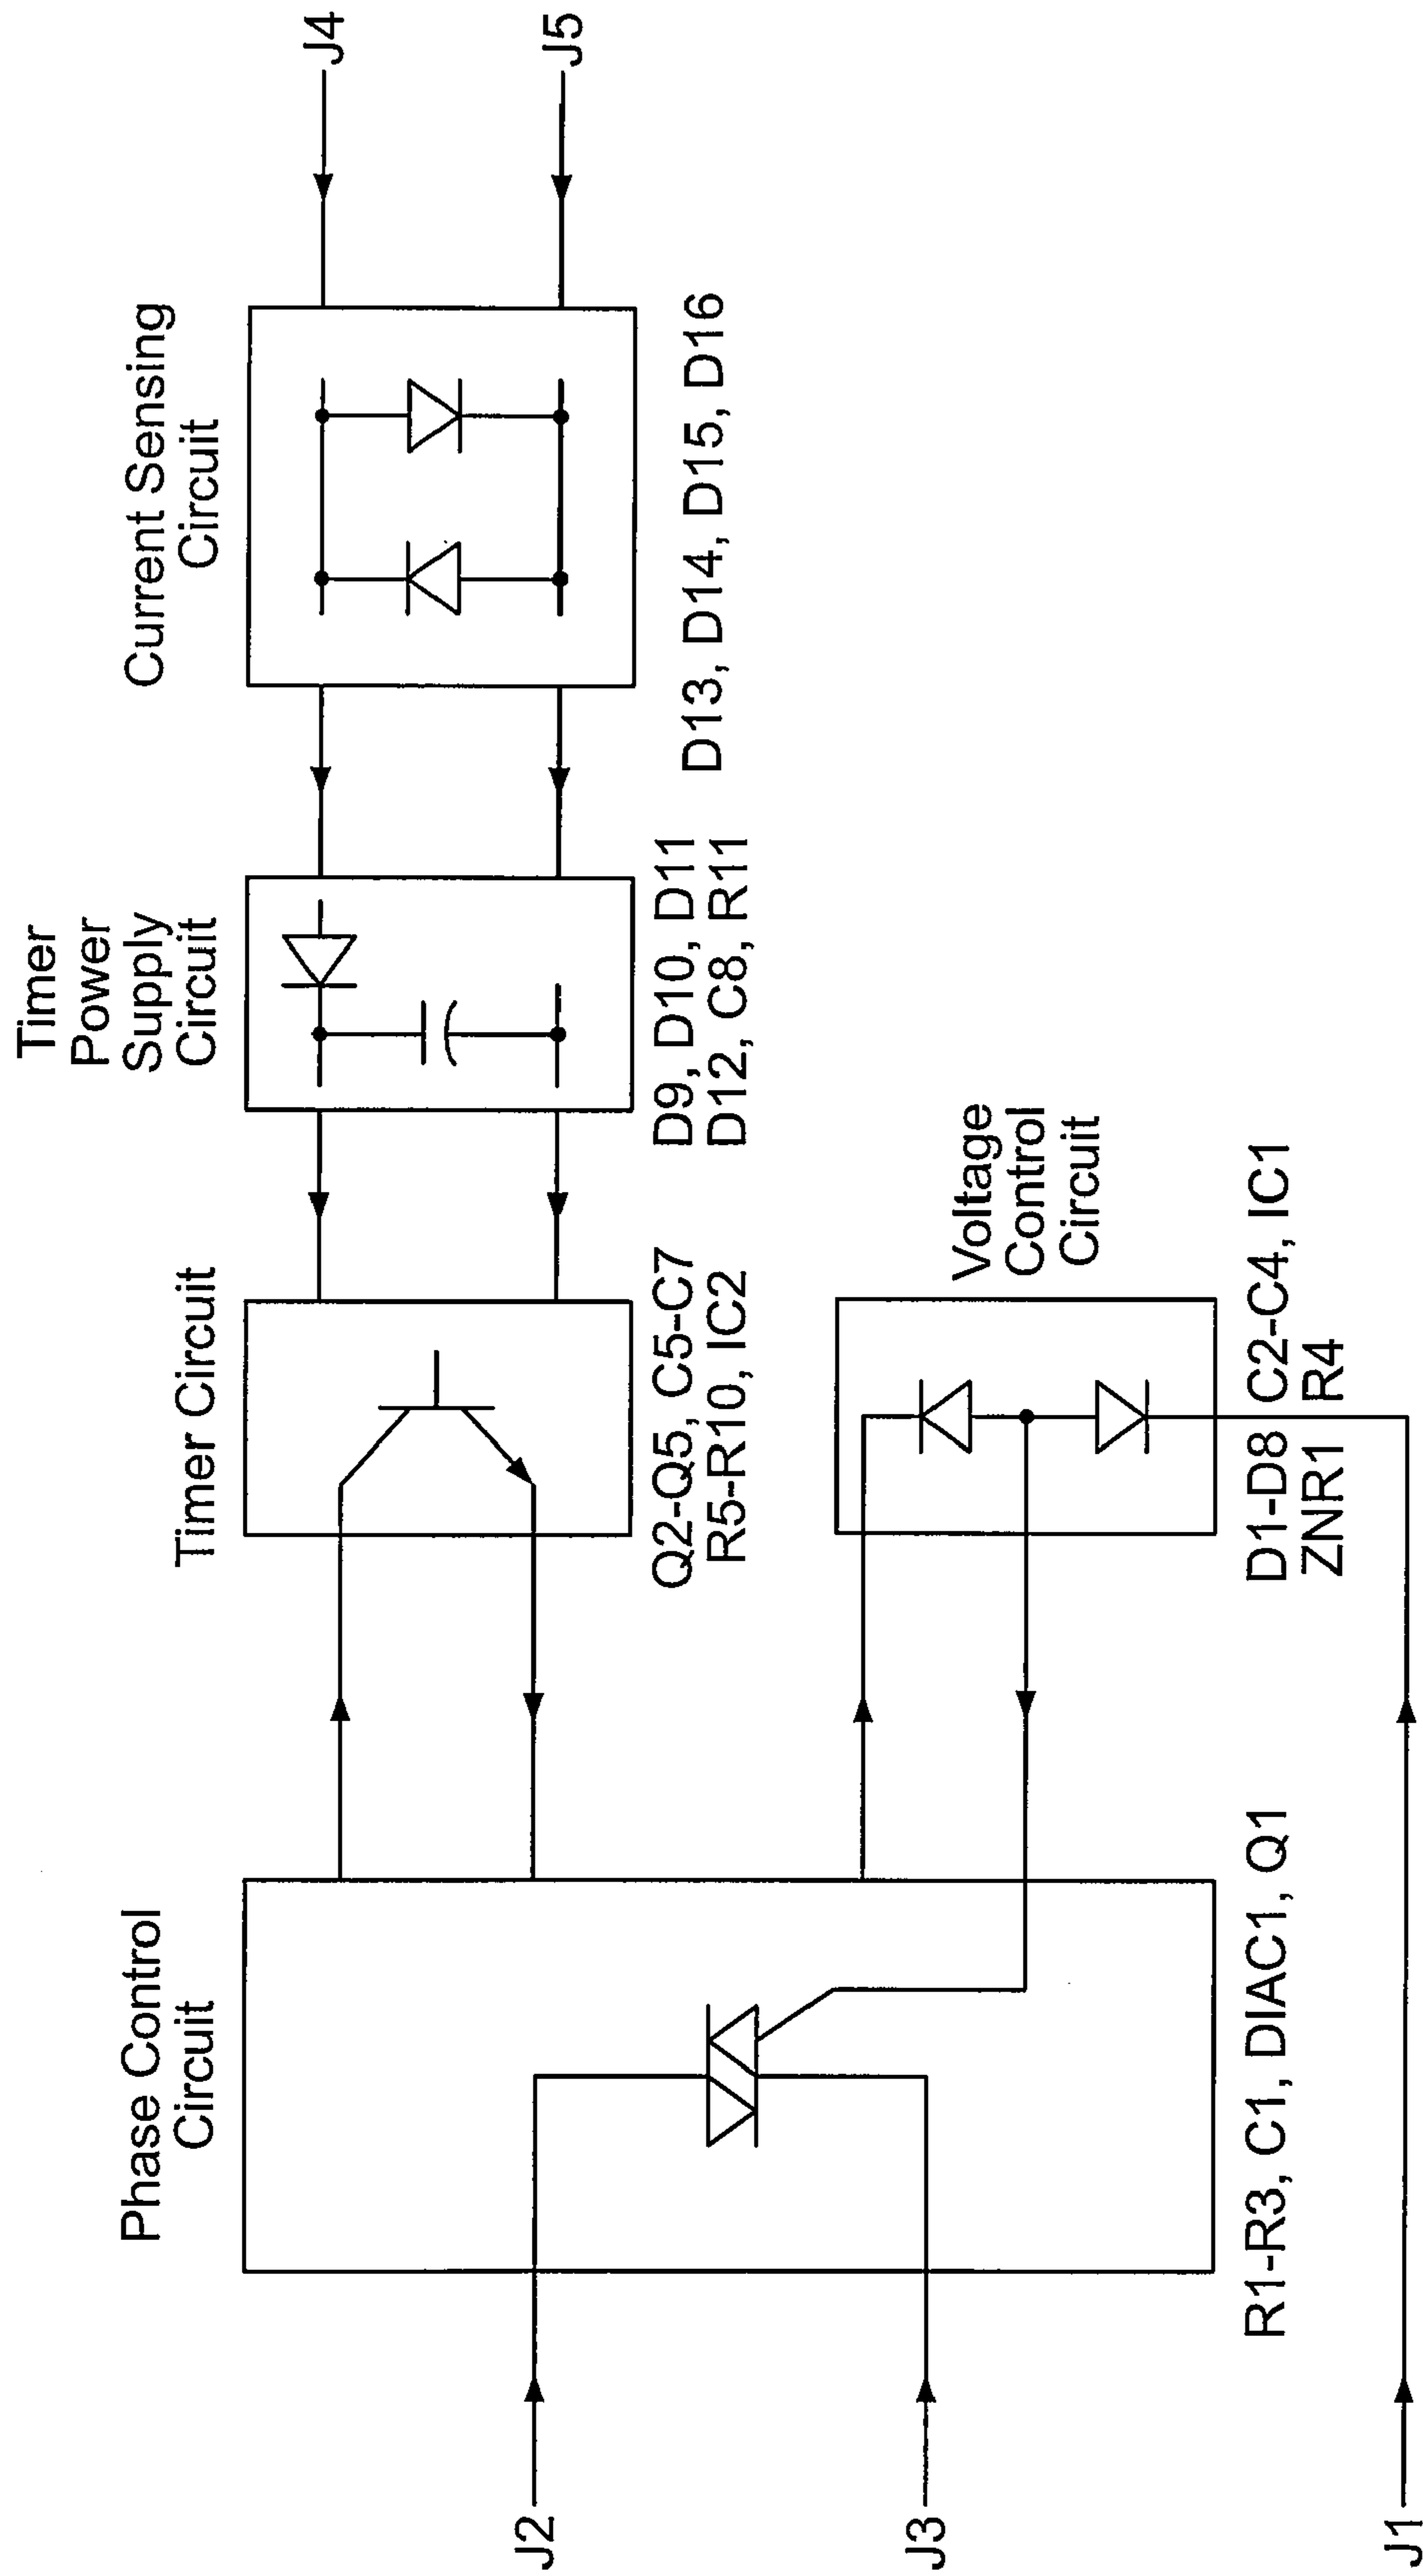 Phase Control
Circuit
R1-R3, C1, DIAC1, Q1
J2
J3
J1
Timer Circuit
Q2-Q5, C5-C7
R5-R10, IC2
Voltage
Control
Circuit
D1-D8 C2-C4, IC1
ZNR1 R4
Timer
Power
Supply
Circuit
D9, D10, D11
D12, C8, R11
Current Sensing
Circuit
D13, D14, D15, D16
J4
J5